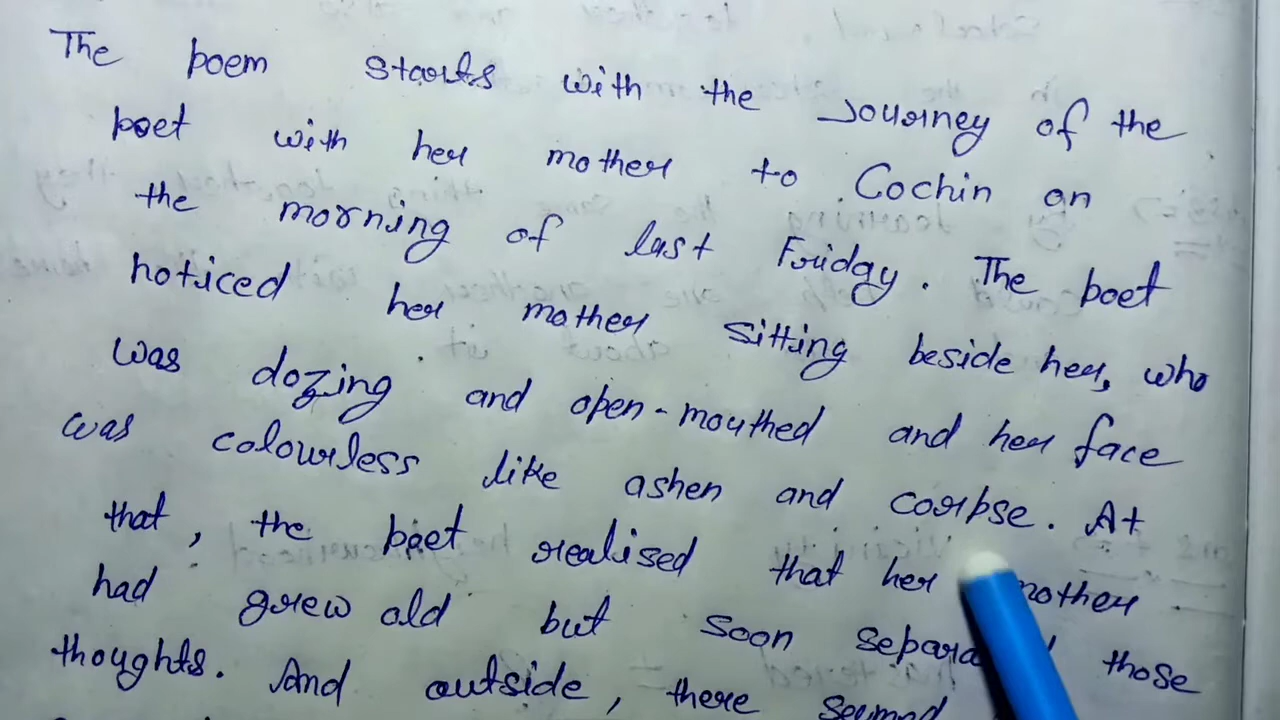 The poem starts with the Journey of the
poet with her mother to Cochin on
the morning of last Friday. The poet
noticed her mother sitting beside her, who
was dozing and open-mouthed and her face
was colourless like ashen and corpse. At
that, the poet realised that her mother
had grew old but soon those
thoughts. And outside, there seemd